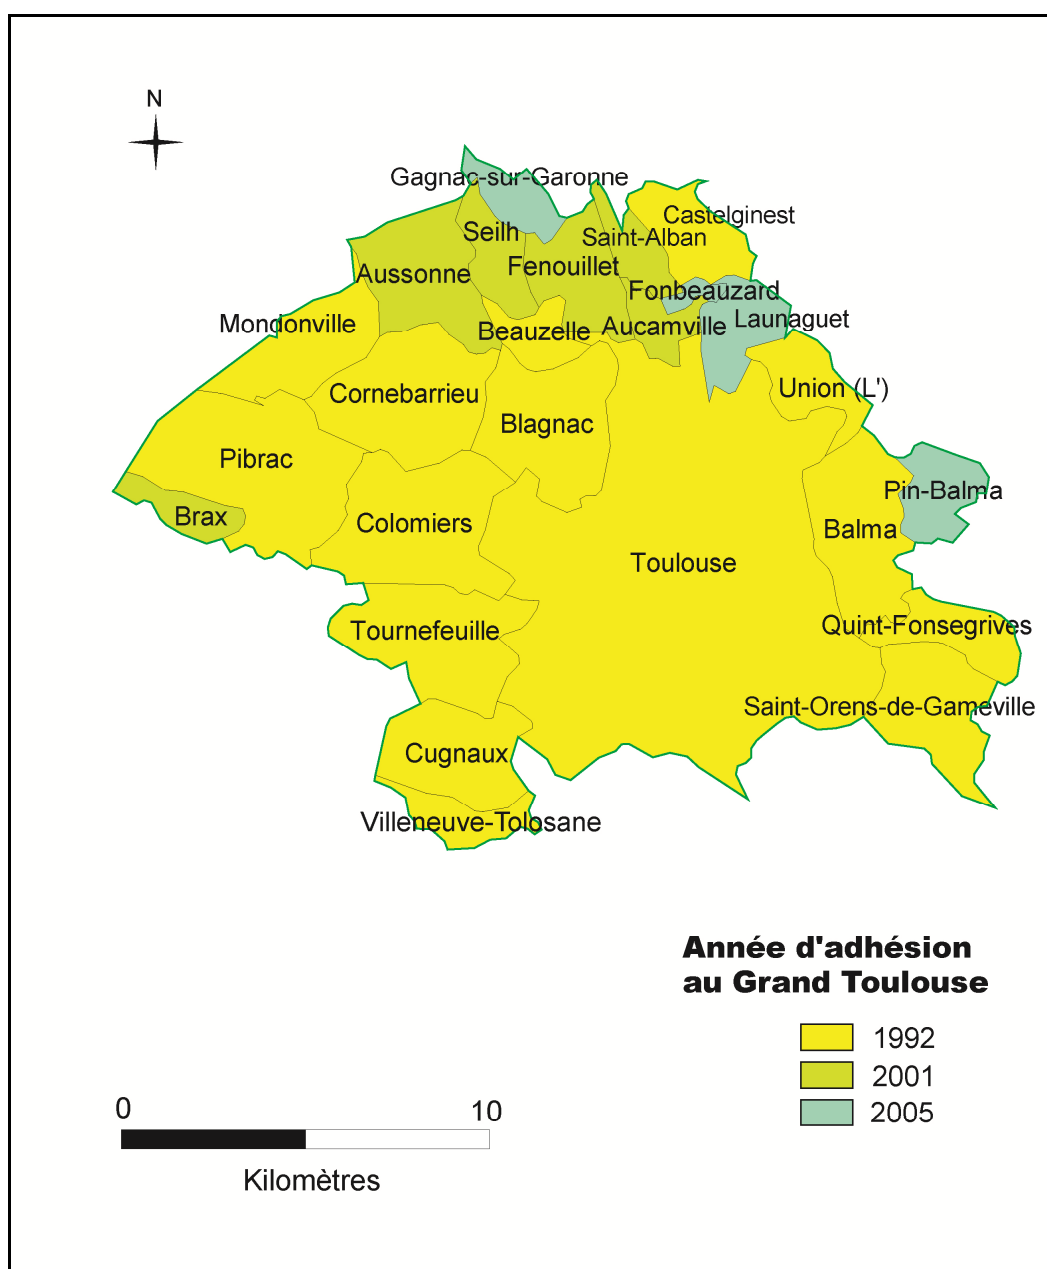 N
Gagnac-sur-Garonne
Castelginest
Seilh
Saint-Alban
Fenouillet
Aussonne
Fonbeauzard
Mondonville
Beauzelle
Aucamville
Launaguet
Cornebarrieu
Union (L')
Blagnac
Pibrac
Pin-Balma
Brax
Colomiers
Balma
Toulouse
Tournefeuille
Quint-Fonsegrives
Saint-Orens-de-Gameville
Cugnaux
Villeneuve-Tolosane
Année d'adhésion
au Grand Toulouse
1992
2001
2005
0 10
Kilomètres